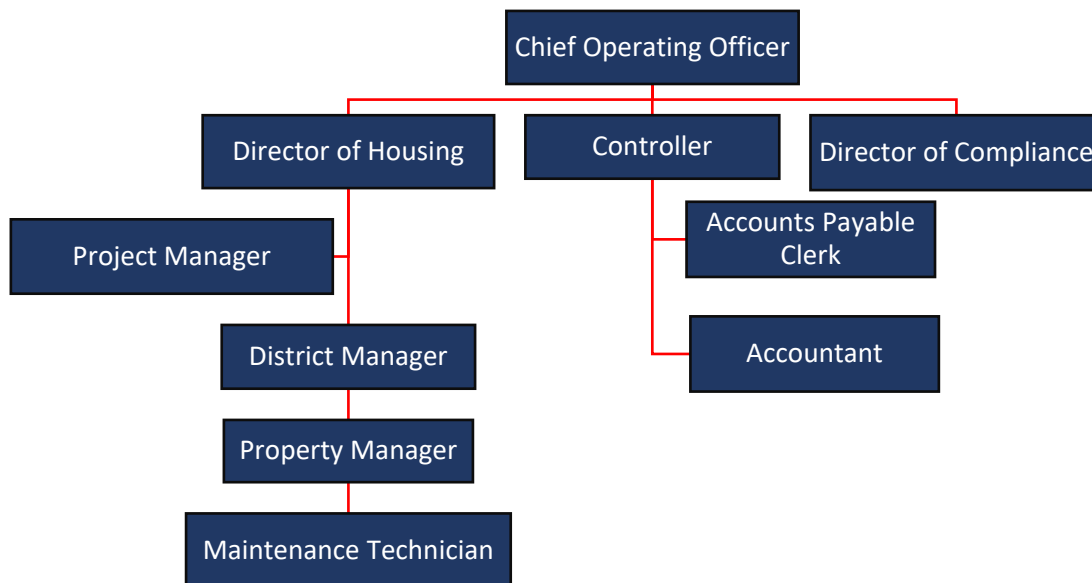 Chief Operating Officer
Director of Housing
Controller
Director of Compliance
Project Manager
Accounts Payable
Clerk
District Manager
Accountant
Property Manager
Maintenance Technician